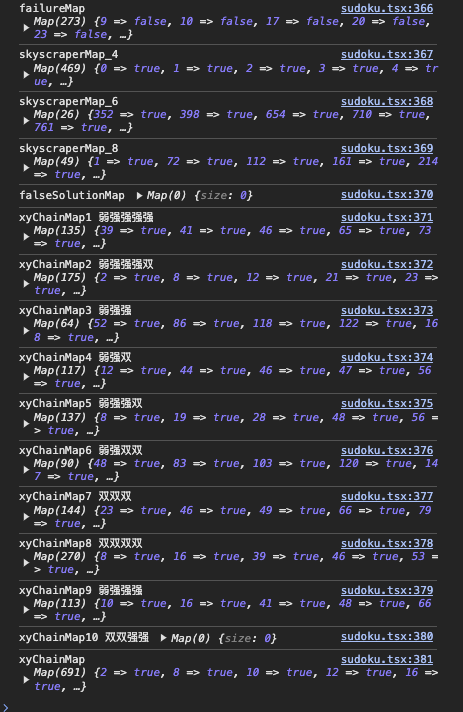 failureMap sudoku.tsx:366
▶ Map(273) {9 => false, 10 => false, 17 => false, 20 => false,
23 => false, …}
skyscraperMap_4 sudoku.tsx:367
▶ Map(469) {0 => true, 1 => true, 2 => true, 3 => true, 4 => tr
ue, …}
skyscraperMap_6 sudoku.tsx:368
▶ Map(26) {352 => true, 398 => true, 654 => true, 710 => true,
761 => true, …}
skyscraperMap_8 sudoku.tsx:369
▶ Map(49) {1 => true, 72 => true, 112 => true, 161 => true, 214
=> true, …}
falseSolutionMap ▶ Map(0) {size: 0} sudoku.tsx:370
xyChainMap1 弱强强强强 sudoku.tsx:371
▶ Map(135) {39 => true, 41 => true, 46 => true, 65 => true, 73
=> true, …}
xyChainMap2 弱强强强双 sudoku.tsx:372
▶ Map(175) {2 => true, 8 => true, 12 => true, 21 => true, 23 =>
true, …}
xyChainMap3 弱强强 sudoku.tsx:373
▶ Map(64) {52 => true, 86 => true, 118 => true, 122 => true, 16
8 => true, …}
xyChainMap4 弱强双 sudoku.tsx:374
▶ Map(117) {12 => true, 44 => true, 46 => true, 47 => true, 56
=> true, …}
xyChainMap5 弱强强双 sudoku.tsx:375
▶ Map(137) {8 => true, 19 => true, 28 => true, 48 => true, 56 =
> true, …}
xyChainMap6 弱强双双 sudoku.tsx:376
▶ Map(90) {48 => true, 83 => true, 103 => true, 120 => true, 14
7 => true, …}
xyChainMap7 双双双 sudoku.tsx:377
▶ Map(144) {23 => true, 46 => true, 49 => true, 66 => true, 79
=> true, …}
xyChainMap8 双双双双 sudoku.tsx:378
▶ Map(270) {8 => true, 16 => true, 39 => true, 46 => true, 53 =
> true, …}
xyChainMap9 弱强强强 sudoku.tsx:379
▶ Map(113) {10 => true, 16 => true, 41 => true, 48 => true, 66
=> true, …}
xyChainMap10 双双强强 ▶ Map(0) {size: 0} sudoku.tsx:380
xyChainMap sudoku.tsx:381
▶ Map(691) {2 => true, 8 => true, 10 => true, 12 => true, 16 =>
true, …}